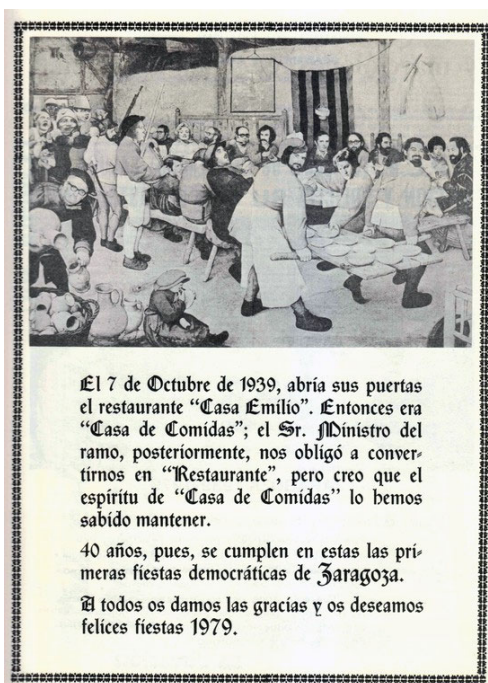 El 7 de Octubre de 1939, abría sus puertas
el restaurante “Casa Emilio”. Entonces era
“Casa de Comidas”; el Sr. Ministro del
ramo, posteriormente, nos obligó a conver-
tirnos en “Restaurante”, pero creo que el
espíritu de “Casa de Comidas” lo hemos
sabido mantener.
40 años, pues, se cumplen en estas las pri-
meras fiestas democráticas de Zaragoza.
A todos os damos las gracias y os deseamos
felices fiestas 1979.